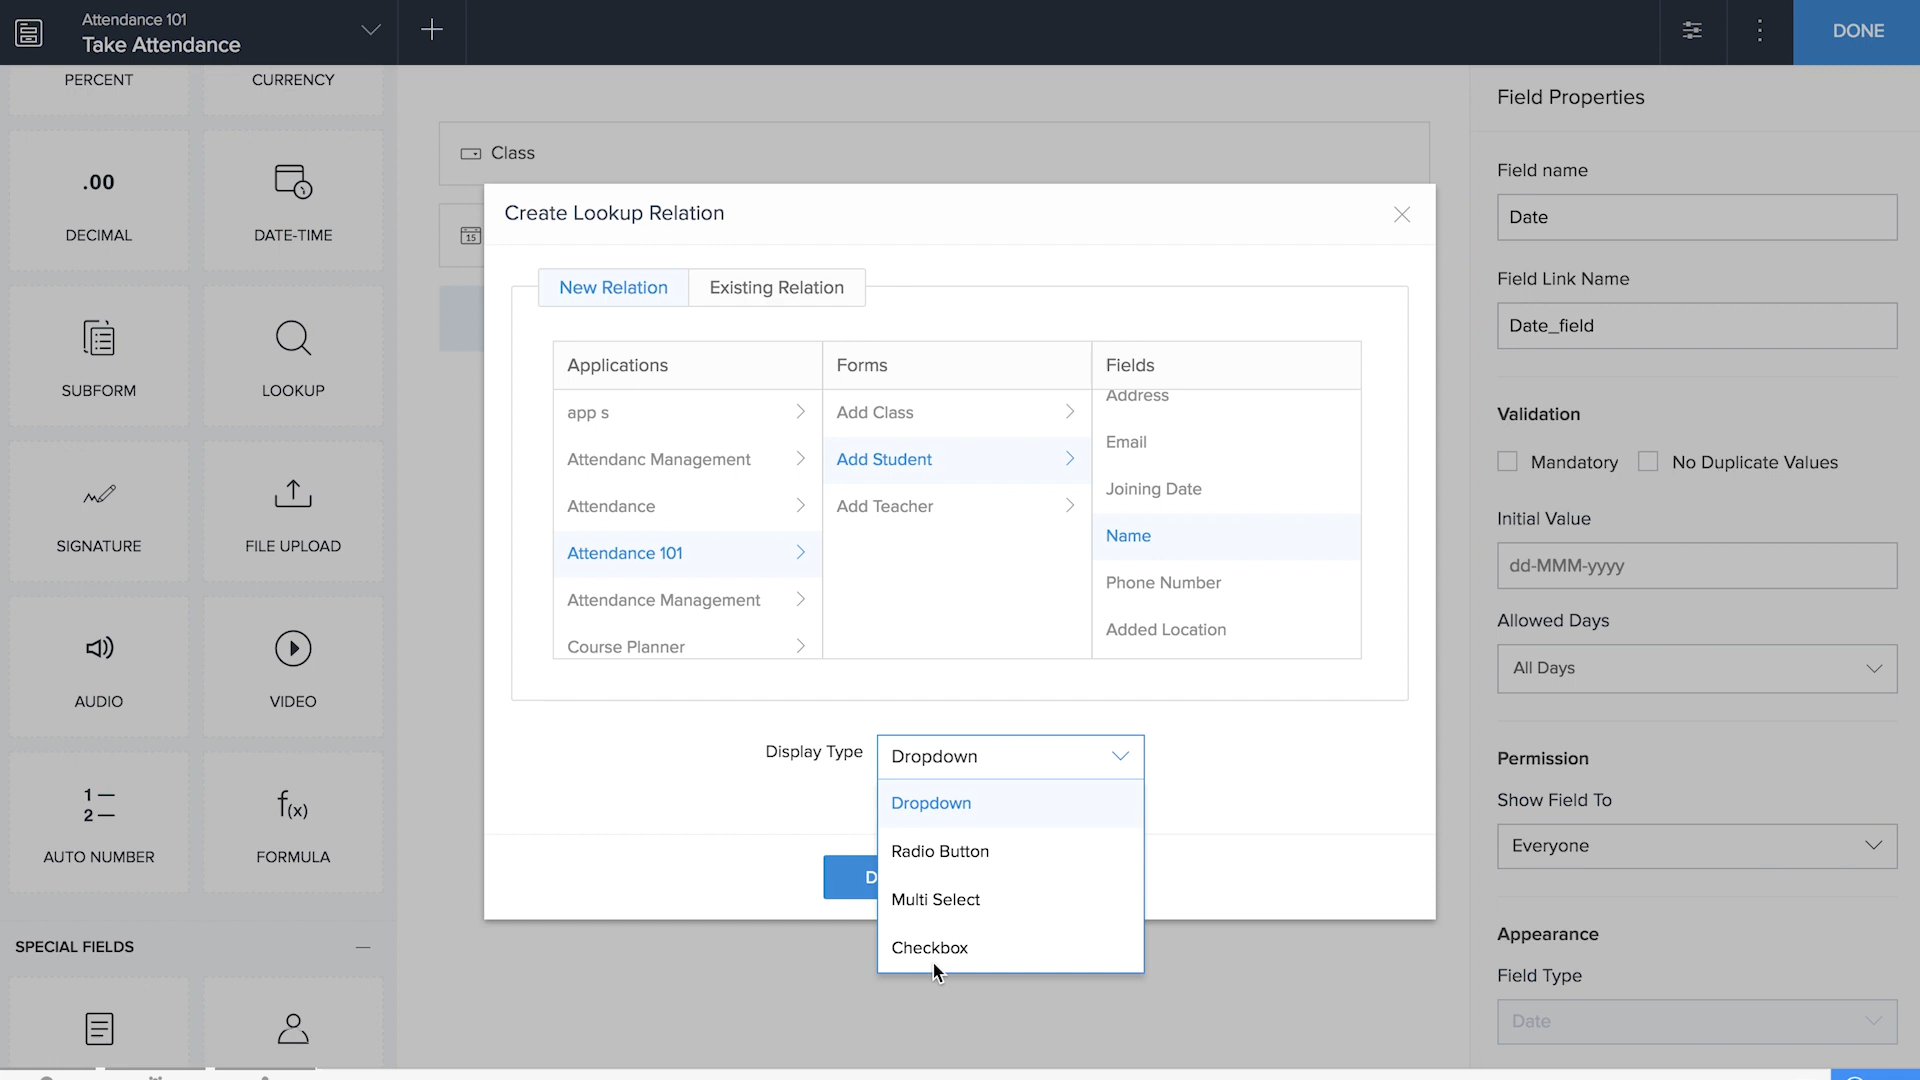 Attendance 101
Take Attendance
DONE
PERCENT
CURRENCY
.00
DECIMAL
DATE-TIME
SUBFORM
LOOKUP
SIGNATURE
FILE UPLOAD
AUDIO
VIDEO
1
2
AUTO NUMBER
f(x)
FORMULA
SPECIAL FIELDS
Class
15
Create Lookup Relation
New Relation
Existing Relation
Applications
Forms
Fields
app s
Attendanc Management
Attendance
Attendance 101
Attendance Management
Course Planner
Add Class
Add Student
Add Teacher
Address
Email
Joining Date
Name
Phone Number
Added Location
Display Type
Dropdown
Dropdown
Radio Button
Multi Select
Checkbox
D
Field Properties
Field name
Date
Field Link Name
Date_field
Validation
Mandatory
No Duplicate Values
Initial Value
dd-MMM-yyyy
Allowed Days
All Days
Permission
Show Field To
Everyone
Appearance
Field Type
Date